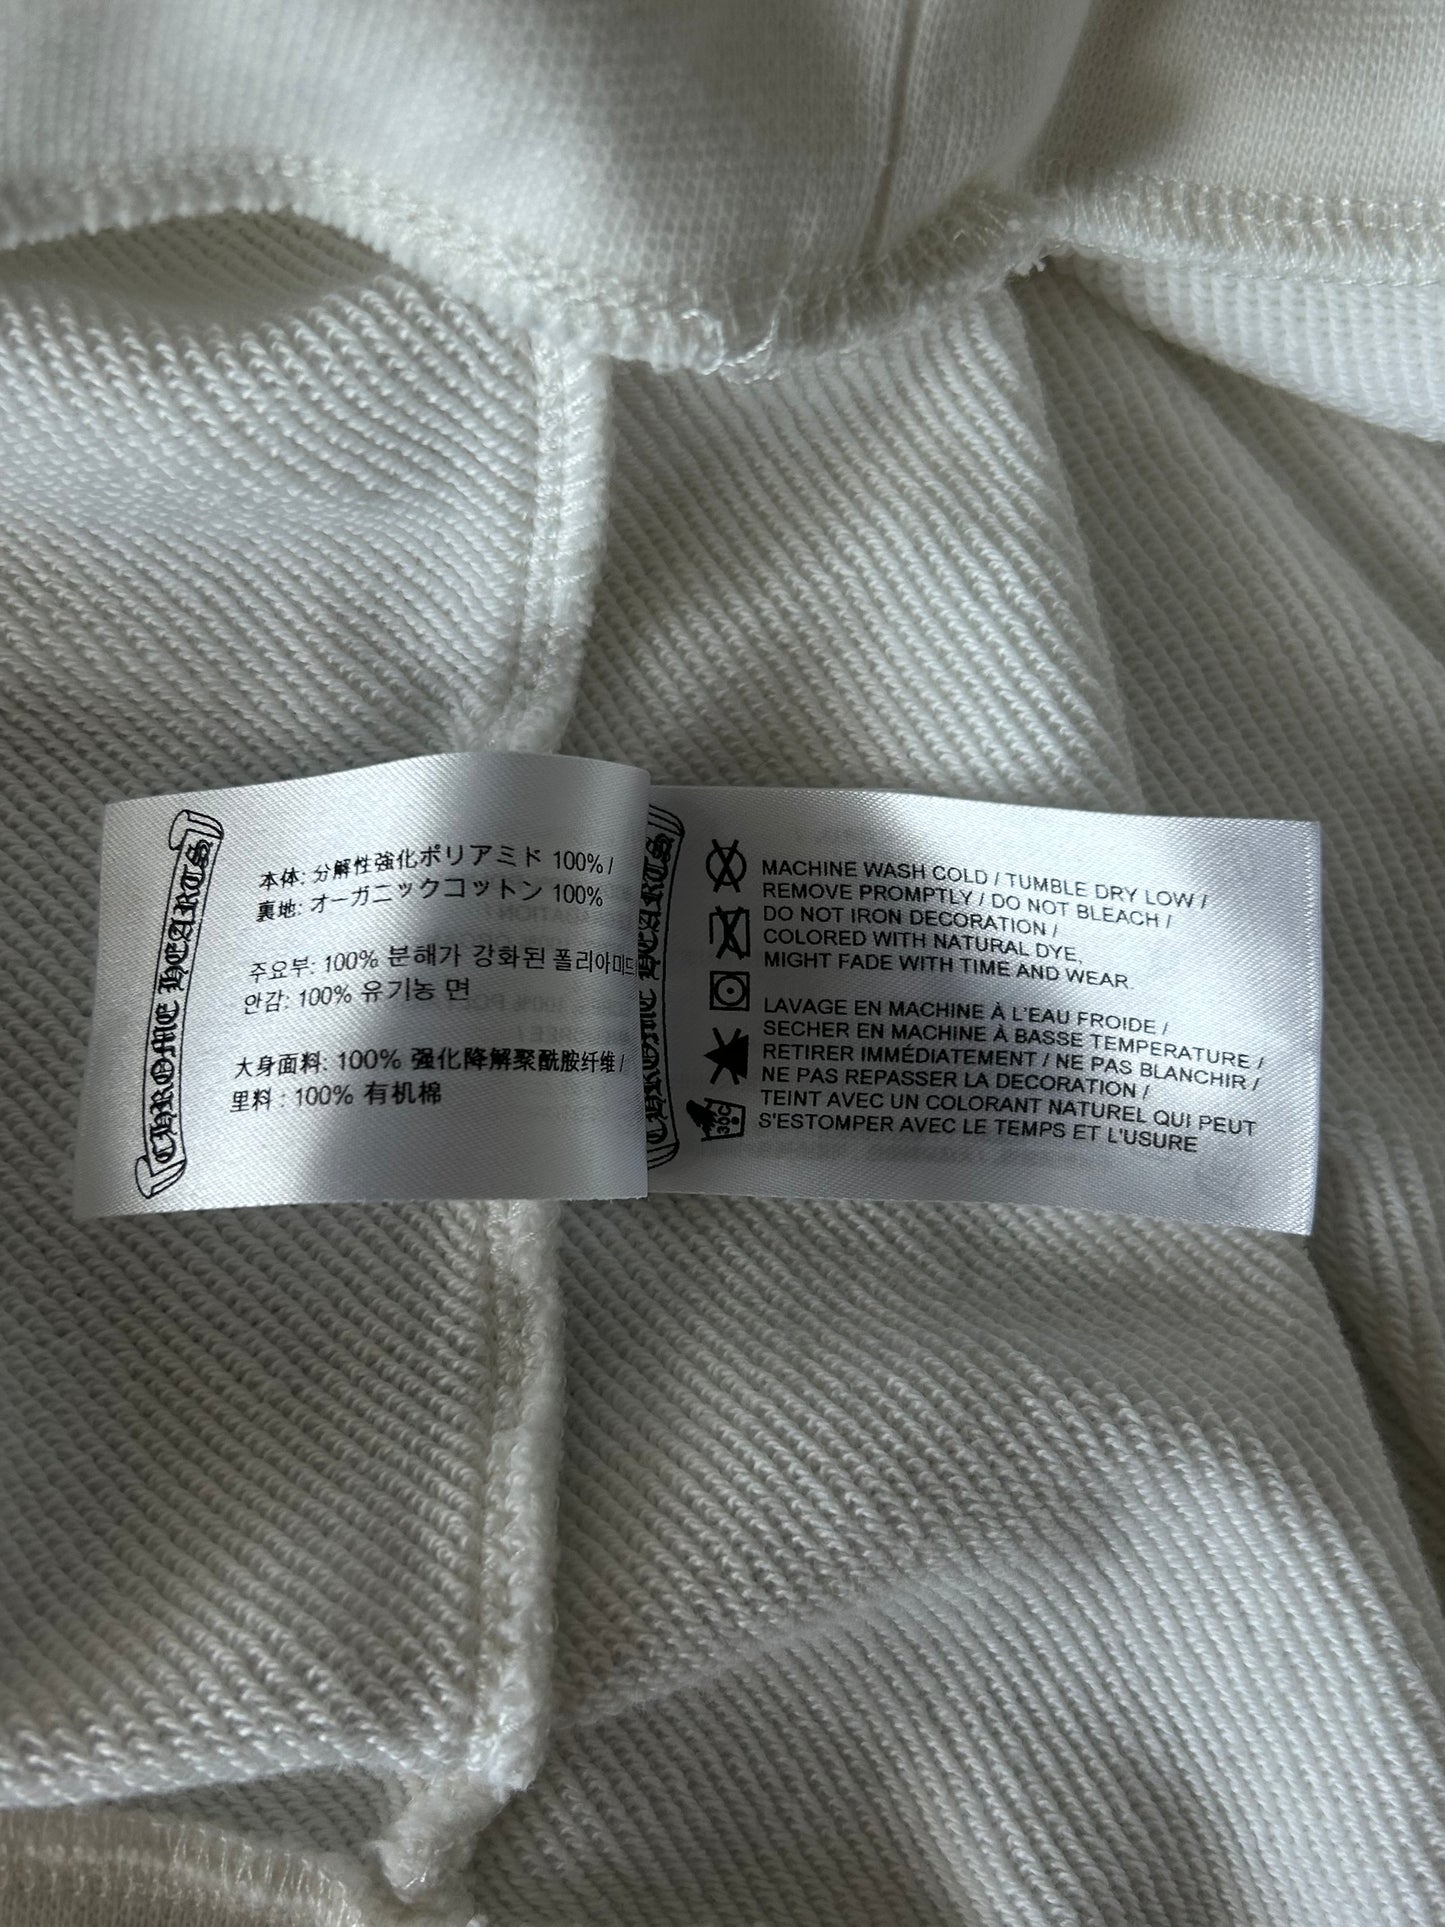 CHROME HEARTS
本体: 分解性強化ポリアミド 100% /
裏地: オーガニックコットン 100%
주요부: 100% 분해가 강화된 폴리아미드
안감: 100% 유기농 면
大身面料: 100% 强化降解聚酰胺纤维 /
里料 : 100% 有机棉
CHROME HEARTS
MACHINE WASH COLD / TUMBLE DRY LOW /
REMOVE PROMPTLY / DO NOT BLEACH /
DO NOT IRON DECORATION /
COLORED WITH NATURAL DYE,
MIGHT FADE WITH TIME AND WEAR.
LAVAGE EN MACHINE À L'EAU FROIDE /
SECHER EN MACHINE À BASSE TEMPERATURE /
RETIRER IMMÉDIATEMENT / NE PAS BLANCHIR /
NE PAS REPASSER LA DECORATION /
TEINT AVEC UN COLORANT NATUREL QUI PEUT
S'ESTOMPER AVEC LE TEMPS ET L'USURE
30C